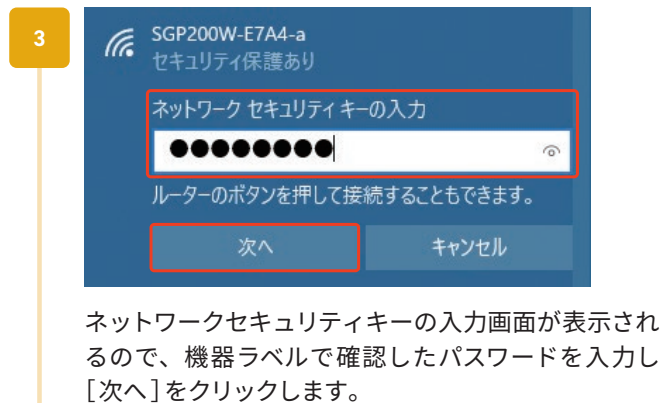 3
SGP200W-E7A4-a
セキュリティ保護あり
ネットワーク セキュリティ キーの入力
●●●●●●●●
ルーターのボタンを押して接続することもできます。
次へ
キャンセル
ネットワークセキュリティキーの入力画面が表示され
るので、機器ラベルで確認したパスワードを入力し
[次へ]をクリックします。